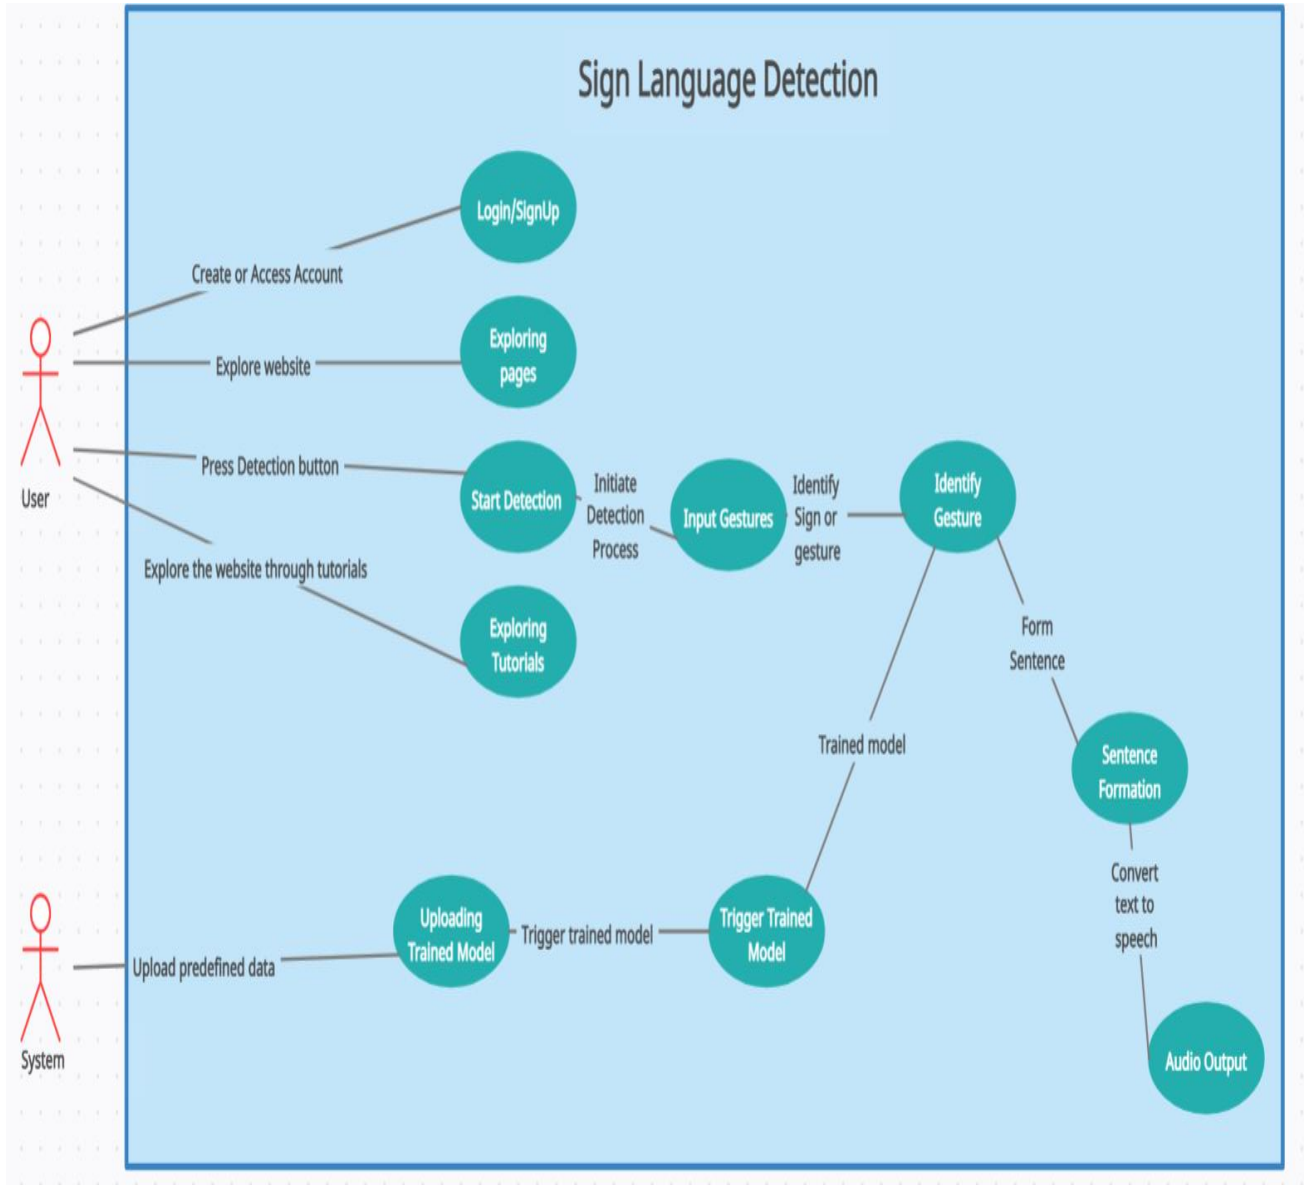 Sign Language Detection
Login/SignUp
Create or Access Account
Exploring
pages
Explore website
Press Detection button
Start Detection
Initiate
Detection
Process
Input Gestures
Identify
Sign or
gesture
Identify
Gesture
User
Explore the website through tutorials
Exploring
Tutorials
Form
Sentence
Trained model
Sentence
Formation
Convert
text to
speech
Uploading
Trained Model
Trigger trained model
Trigger Trained
Model
Upload predefined data
System
Audio Output